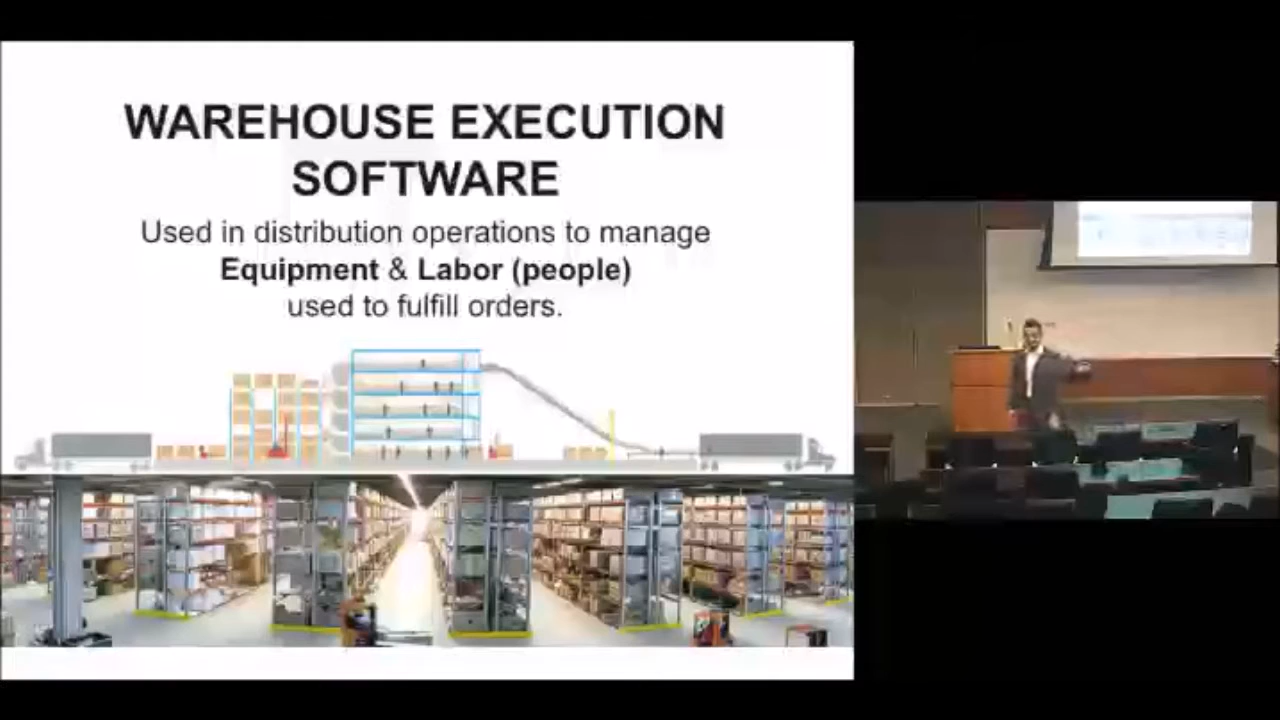 WAREHOUSE EXECUTION
SOFTWARE
Used in distribution operations to manage
Equipment & Labor (people)
used to fulfill orders.